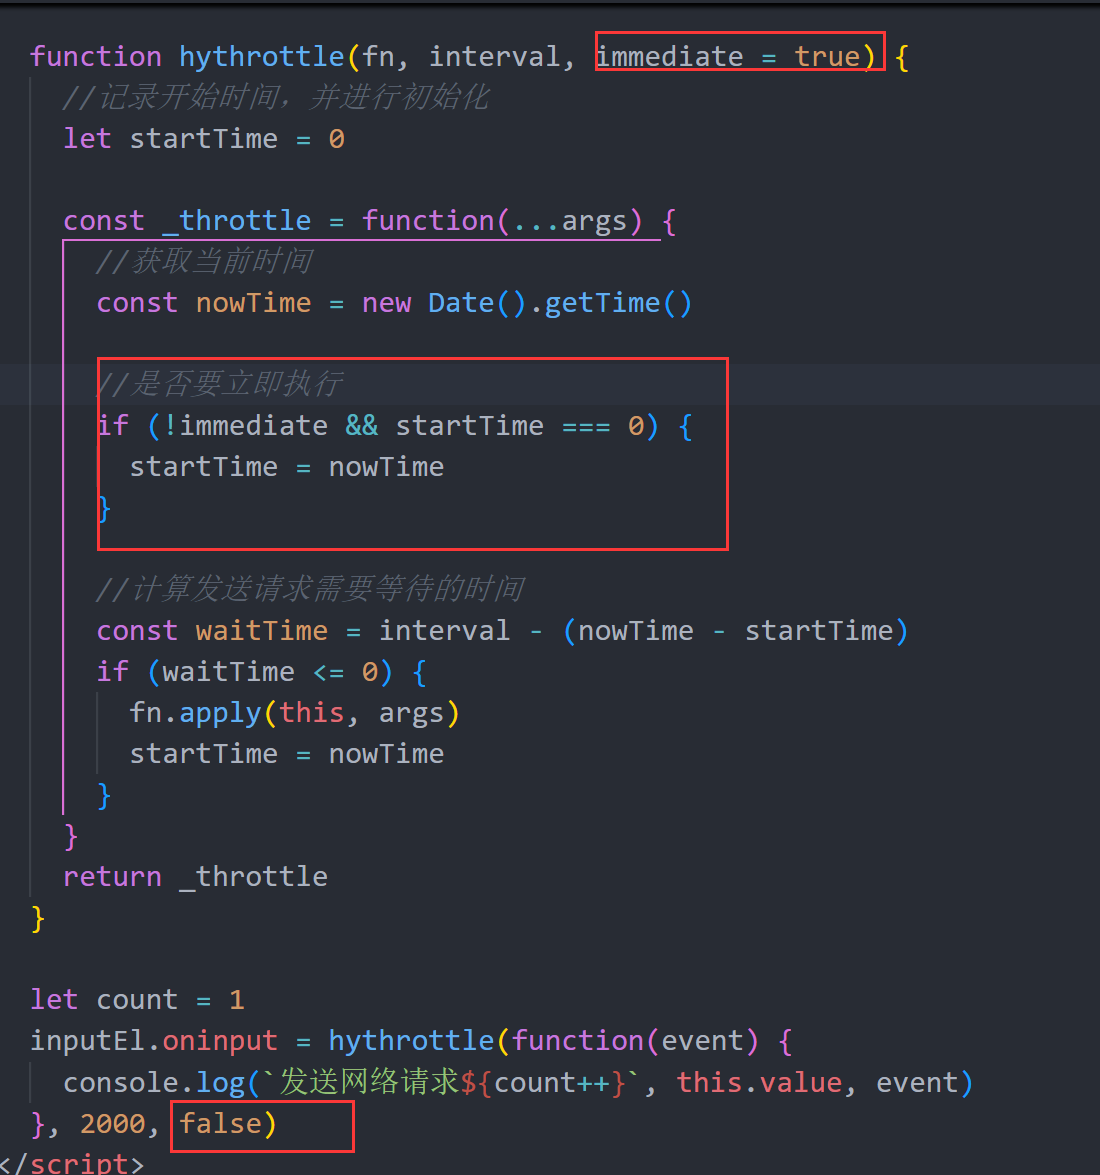 function hythrottle(fn, interval, immediate = true) {
//记录开始时间，并进行初始化
let startTime = 0
const _throttle = function(...args) {
//获取当前时间
const nowTime = new Date().getTime()
//是否要立即执行
if (!immediate && startTime === 0) {
startTime = nowTime
}
//计算发送请求需要等待的时间
const waitTime = interval - (nowTime - startTime)
if (waitTime <= 0) {
fn.apply(this, args)
startTime = nowTime
}
}
return _throttle
}
let count = 1
inputEl.oninput = hythrottle(function(event) {
console.log(`发送网络请求${count++}`, this.value, event)
}, 2000, false)
</script>